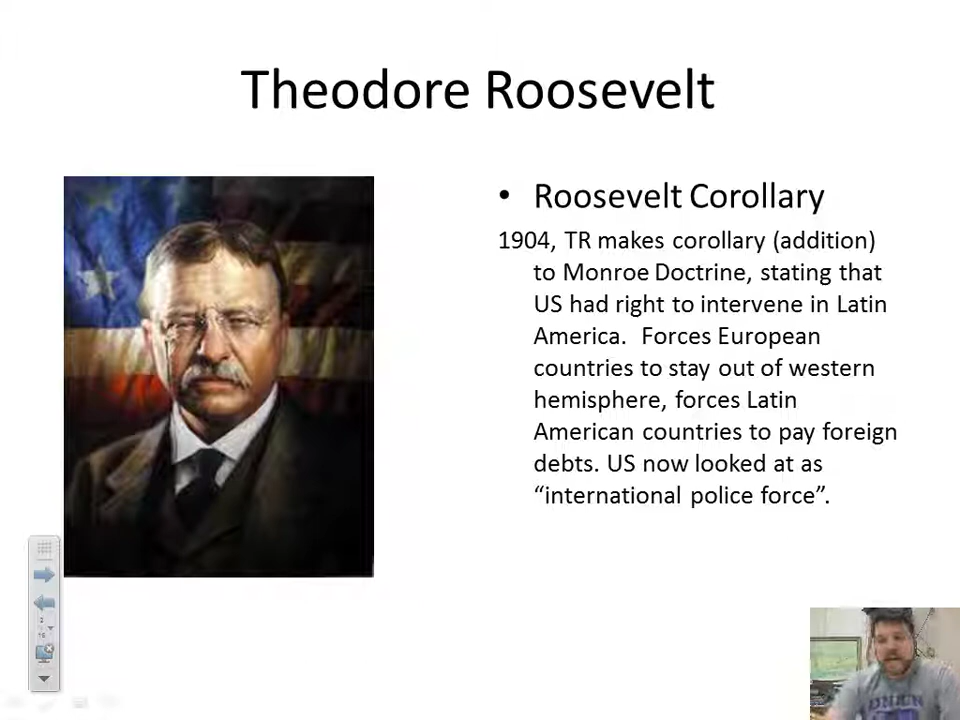 Theodore Roosevelt
• Roosevelt Corollary
1904, TR makes corollary (addition)
to Monroe Doctrine, stating that
US had right to intervene in Latin
America.  Forces European
countries to stay out of western
hemisphere, forces Latin
American countries to pay foreign
debts. US now looked at as
“international police force”.